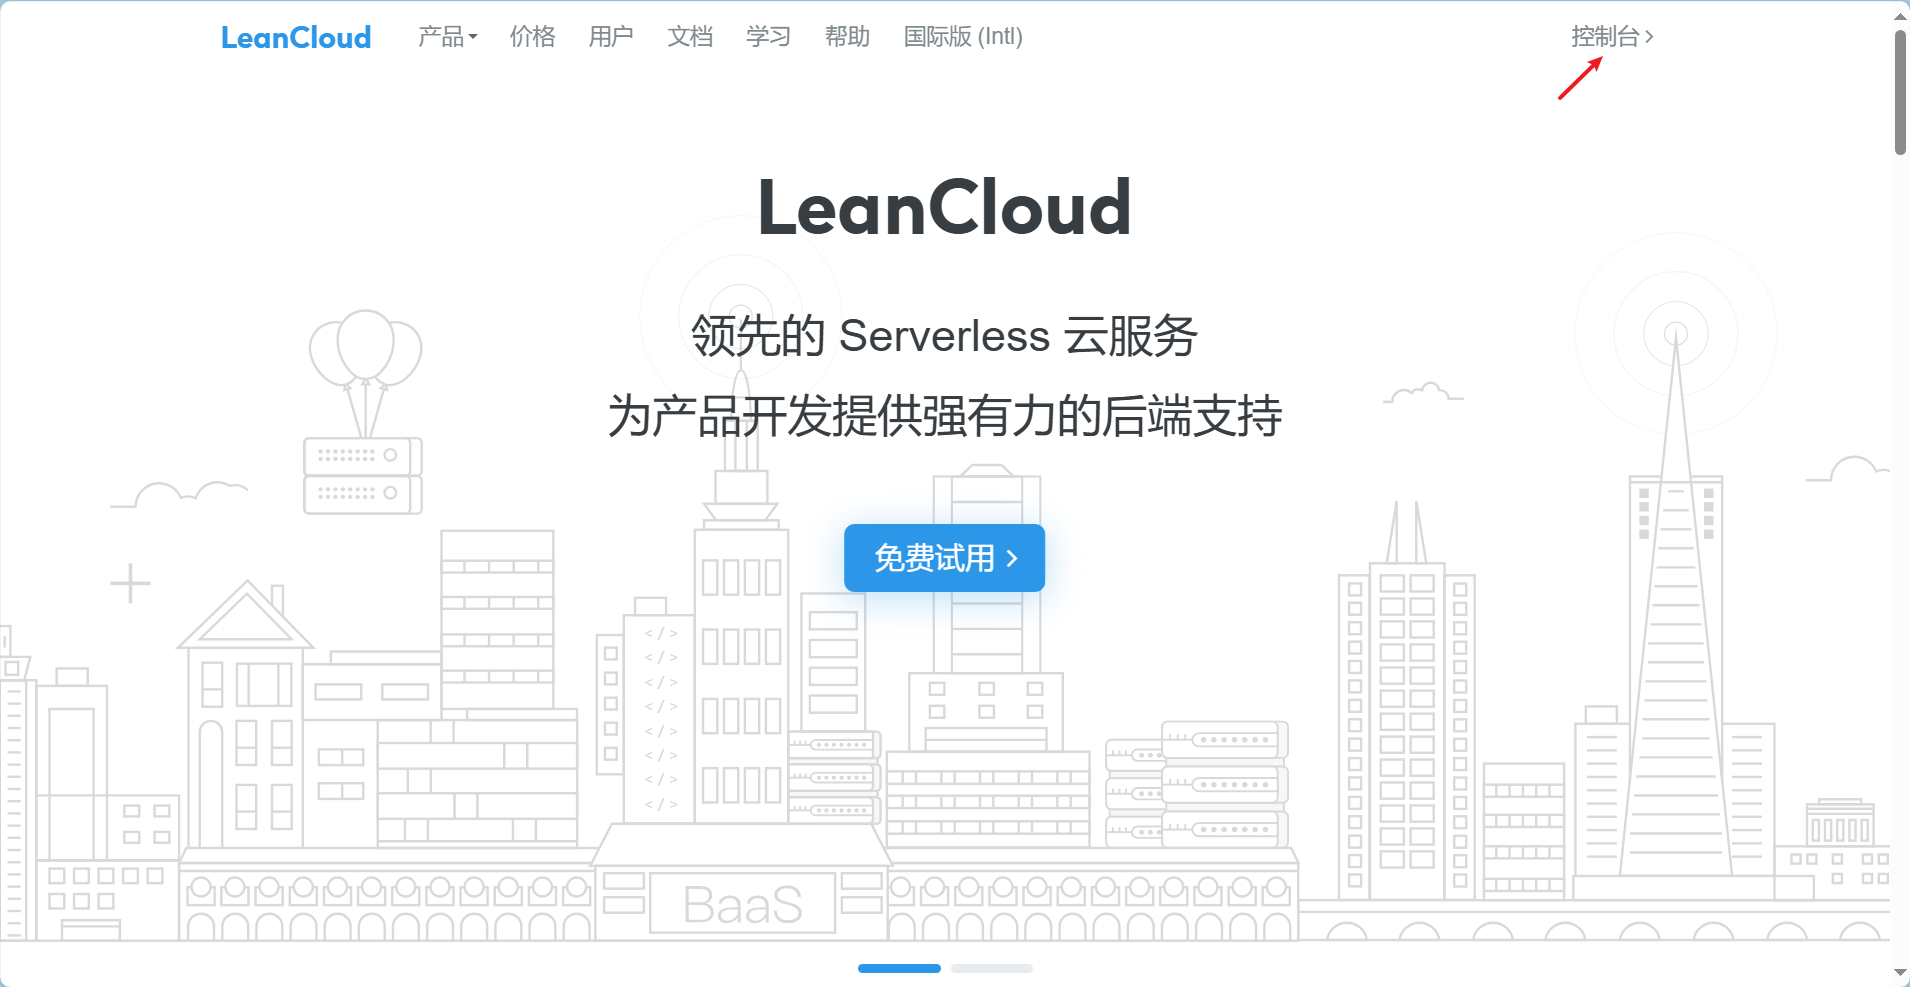 LeanCloud 产品 价格 用户 文档 学习 帮助 国际版 (Intl) 控制台
LeanCloud
领先的 Serverless 云服务
为产品开发提供强有力的后端支持
免费试用
</>
</>
</>
</>
</>
</>
</>
</>
BaaS